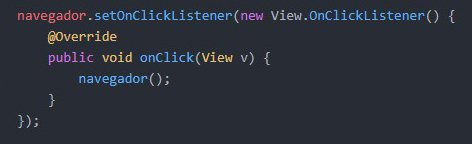 navegador.setOnClickListener(new View.OnClickListener() {
    @Override
    public void onClick(View v) {
        navegador();
    }
});